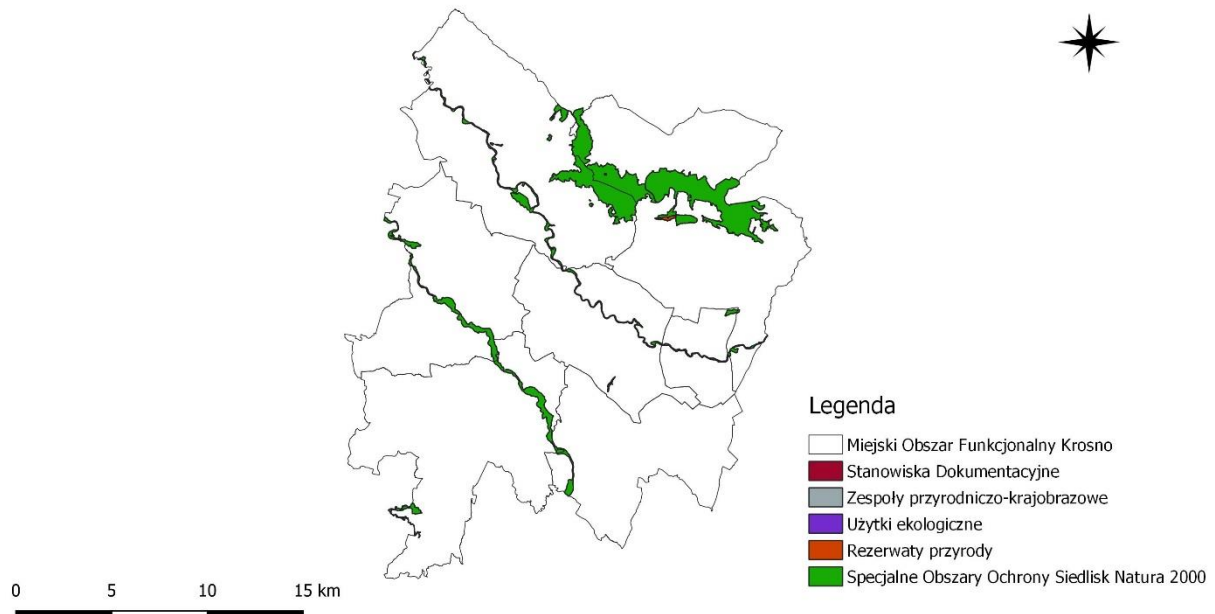 Legenda
Miejski Obszar Funkcjonalny Krosno
Stanowiska Dokumentacyjne
Zespoły przyrodniczo-krajobrazowe
Użytki ekologiczne
Rezerwaty przyrody
Specjalne Obszary Ochrony Siedlisk Natura 2000
0 5 10 15 km